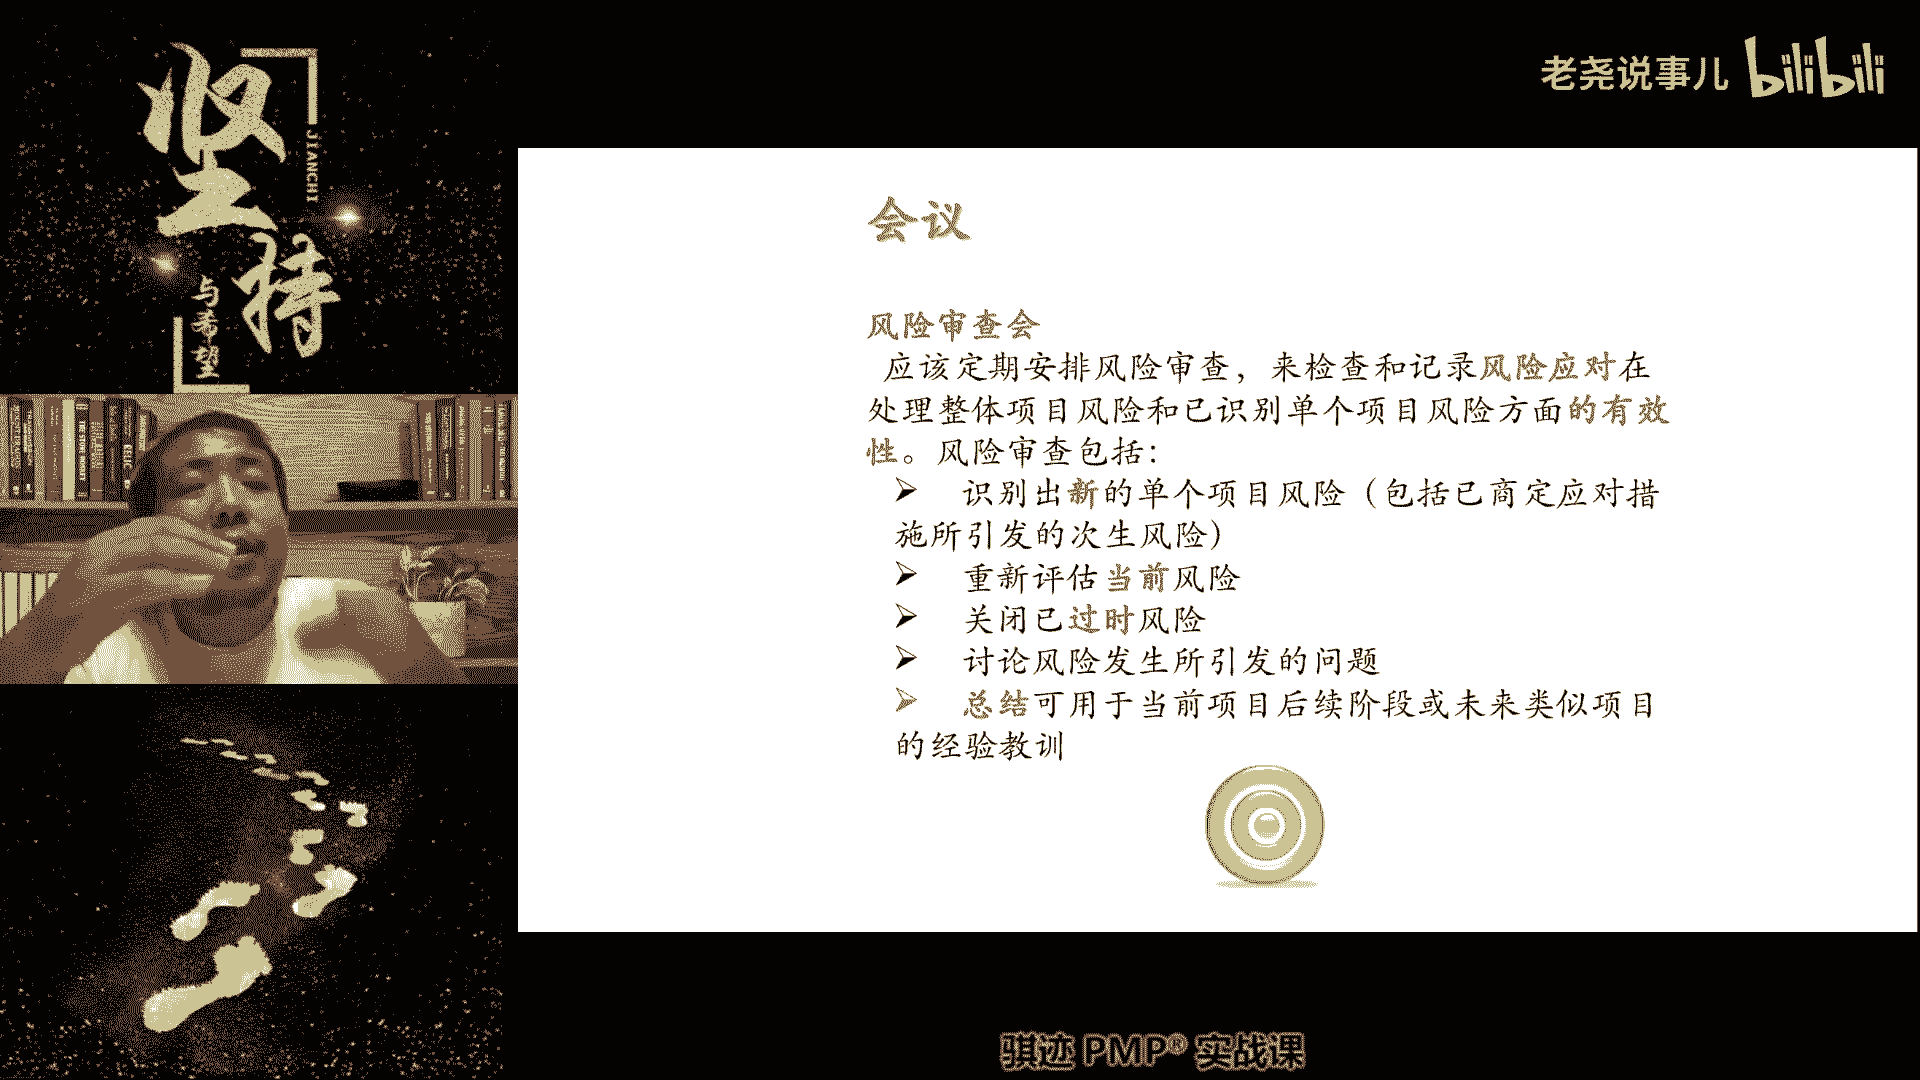 坚持
JIANCHI
与希望
老尧说事儿 bilibili
会议
风险审查会
应该定期安排风险审查，来检查和记录风险应对在
处理整体项目风险和已识别单个项目风险方面的有效
性。风险审查包括：
➢ 识别出新的单个项目风险（包括已商定应对措
施所引发的次生风险）
➢ 重新评估当前风险
➢ 关闭已过时风险
➢ 讨论风险发生所引发的问题
➢ 总结可用于当前项目后续阶段或未来类似项目
的经验教训
骐迹 PMP® 实战课